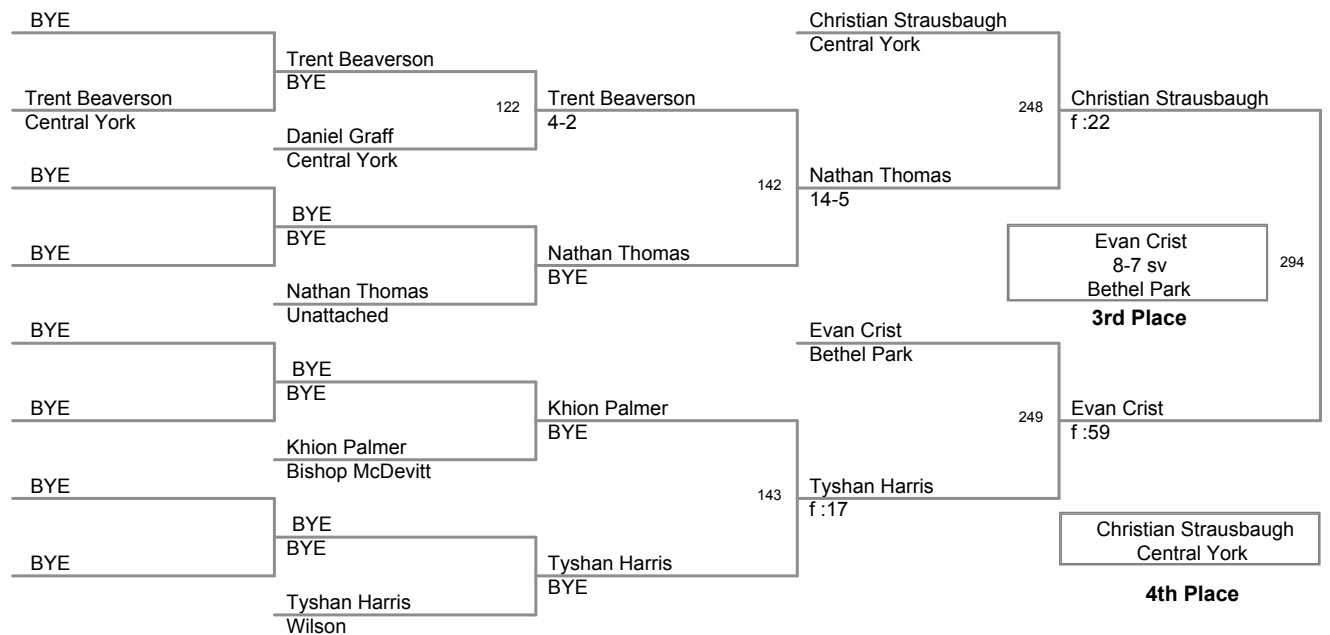 BYE
Trent Beaverson
Central York
BYE
BYE
BYE
BYE
BYE
BYE
Trent Beaverson
BYE
122
Daniel Graff
Central York
BYE
BYE
Nathan Thomas
Unattached
BYE
BYE
Khion Palmer
Bishop McDevitt
BYE
BYE
Tyshan Harris
Wilson
Trent Beaverson
4-2
142
Nathan Thomas
BYE
Khion Palmer
BYE
143
Tyshan Harris
BYE
Christian Strausbaugh
Central York
248
Nathan Thomas
14-5
Evan Crist
Bethel Park
249
Tyshan Harris
f :17
Christian Strausbaugh
f :22
Evan Crist
8-7 sv
Bethel Park
294
3rd Place
Evan Crist
f :59
Christian Strausbaugh
Central York
4th Place